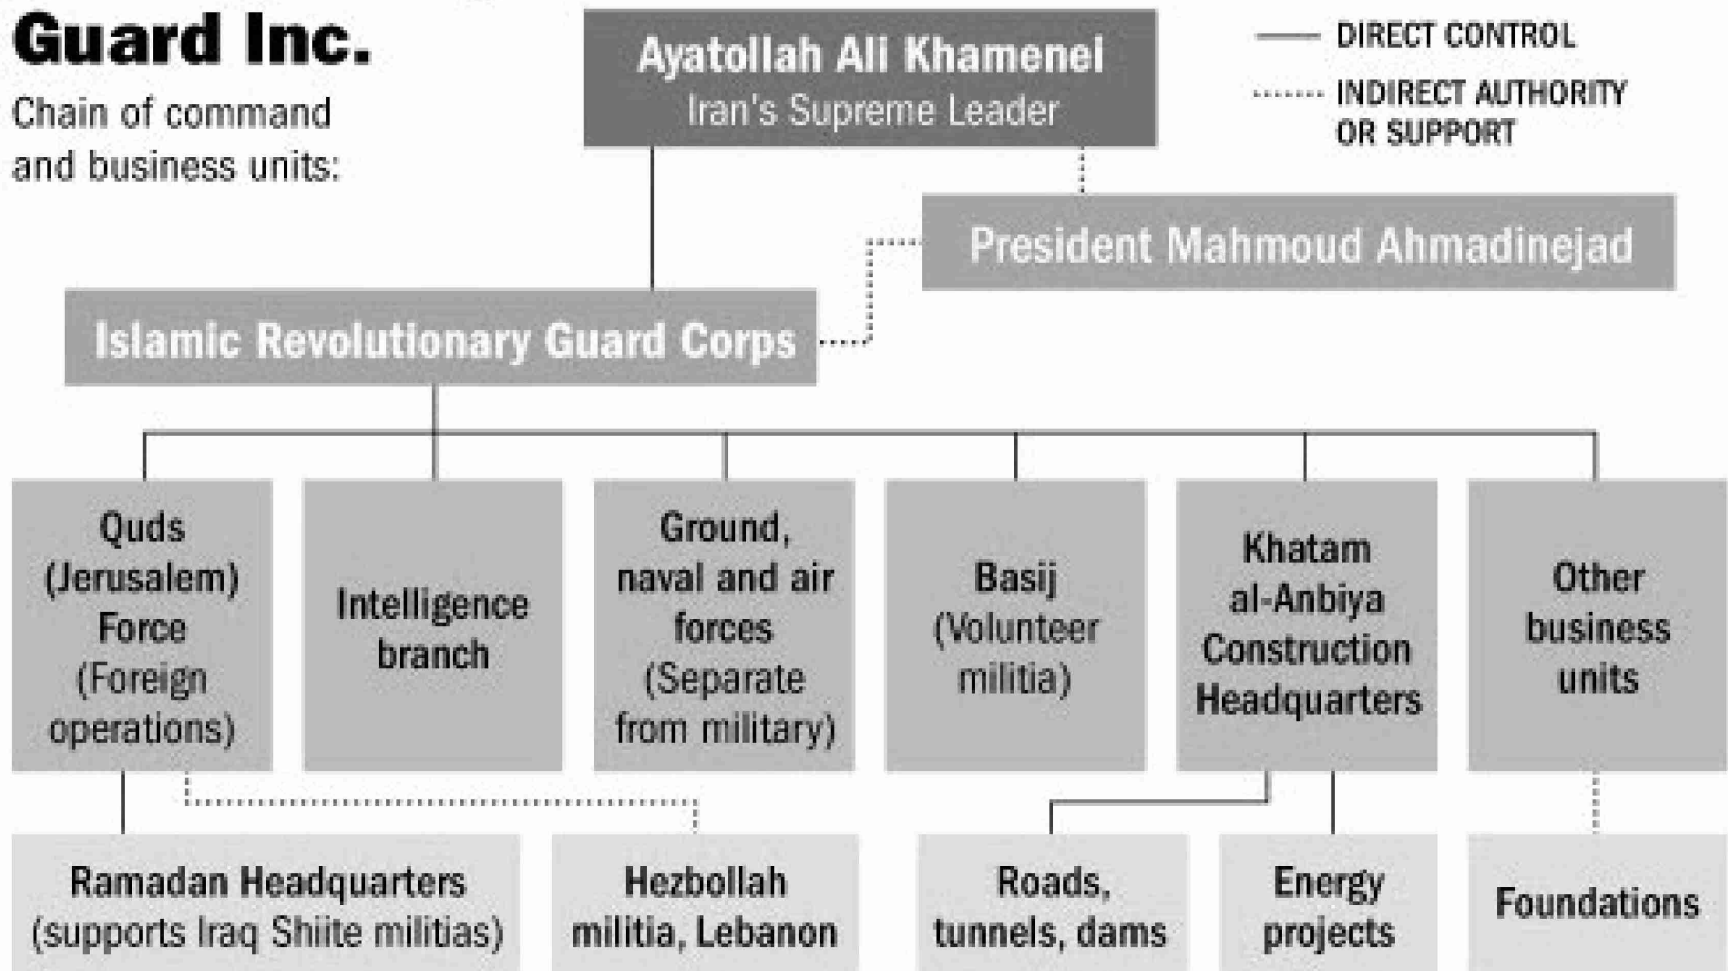 Guard Inc.
Chain of command
and business units:
Ayatollah Ali Khamenei
Iran's Supreme Leader
DIRECT CONTROL
INDIRECT AUTHORITY
OR SUPPORT
President Mahmoud Ahmadinejad
Islamic Revolutionary Guard Corps
Quds
(Jerusalem)
Force
(Foreign
operations)
Intelligence
branch
Ground,
naval and air
forces
(Separate
from military)
Basij
(Volunteer
militia)
Khatam
al-Anbiya
Construction
Headquarters
Other
business
units
Ramadan Headquarters
(supports Iraq Shiite militias)
Hezbollah
militia, Lebanon
Roads,
tunnels, dams
Energy
projects
Foundations